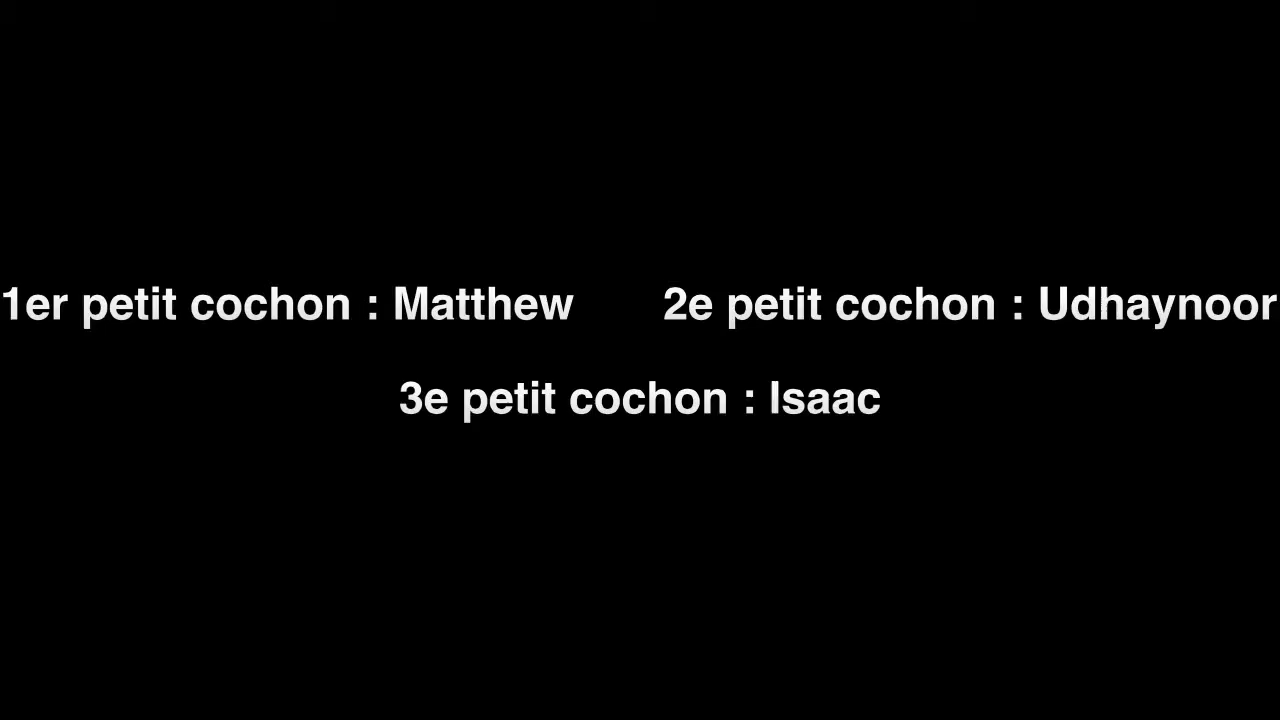 1er petit cochon : Matthew 2e petit cochon : Udhaynoor
3e petit cochon : Isaac